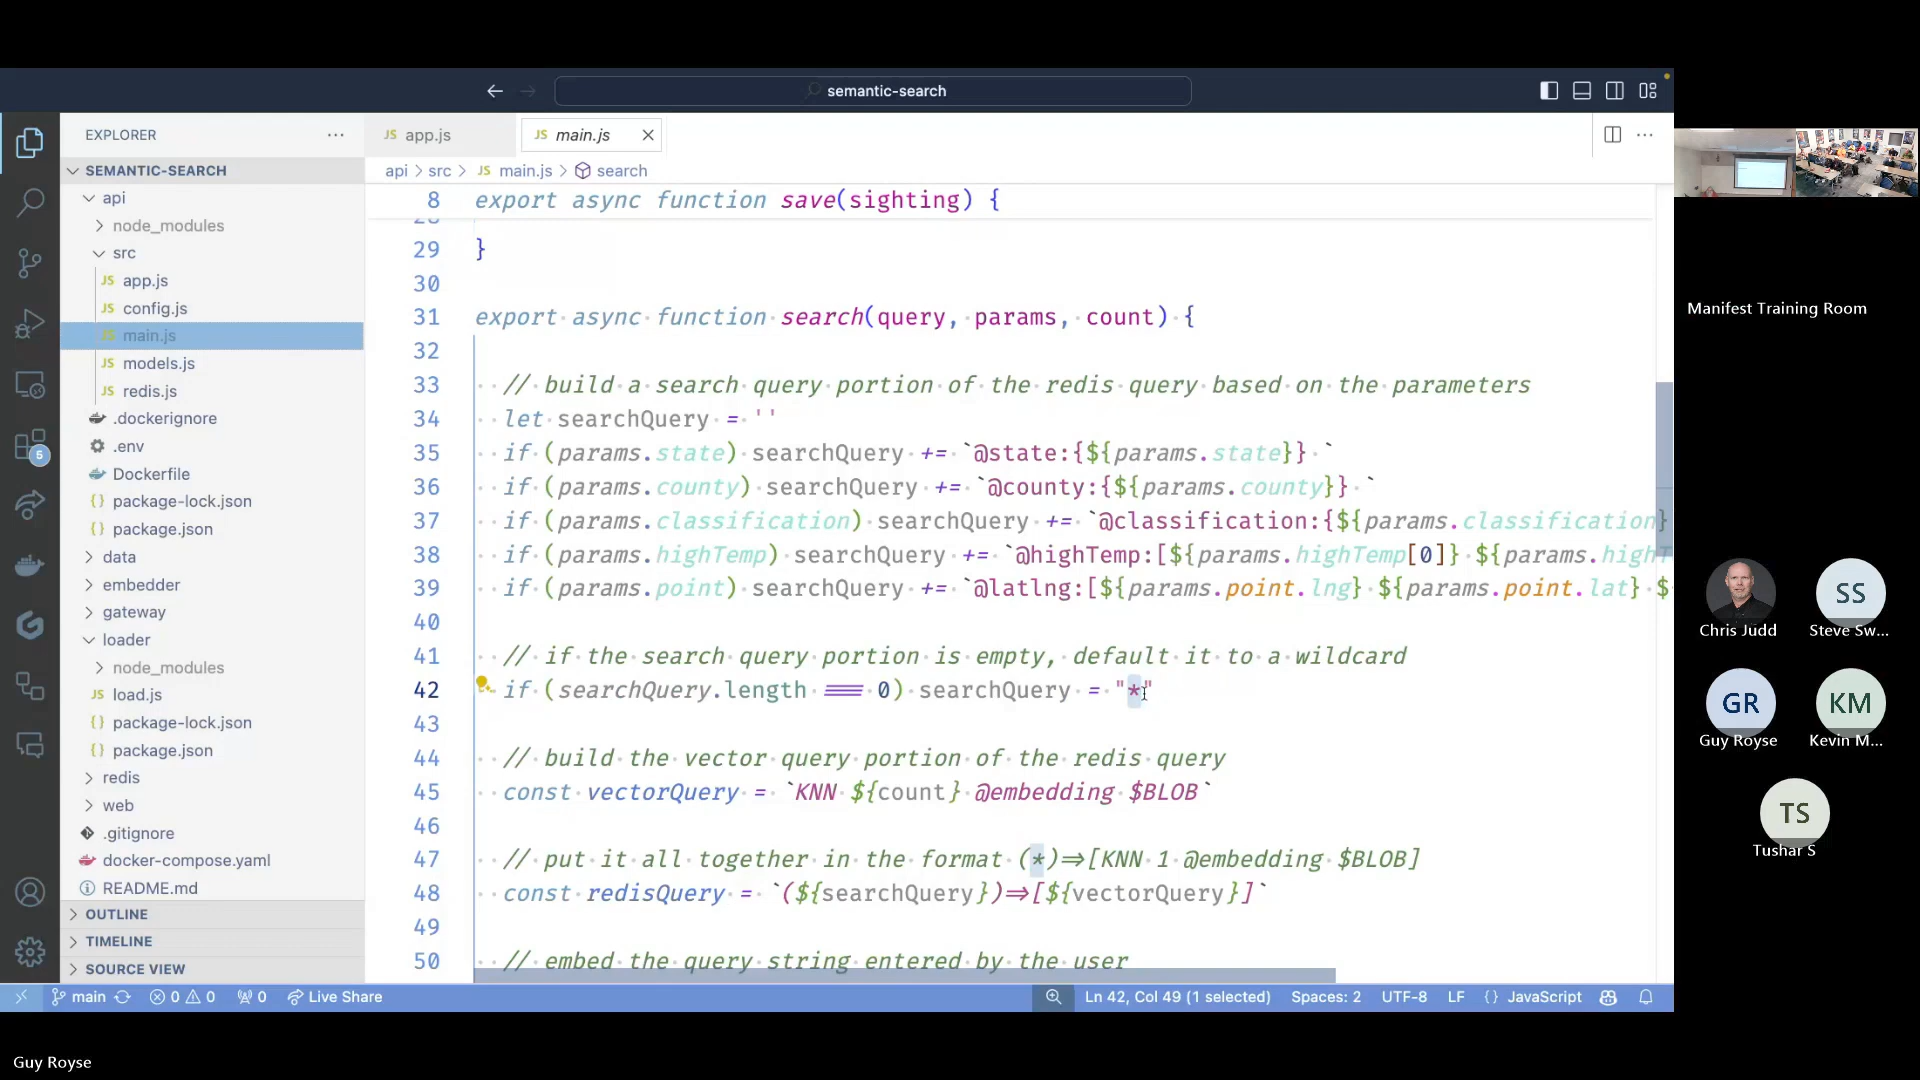 semantic-search
EXPLORER
SEMANTIC-SEARCH
api
node_modules
src
JS app.js
JS config.js
JS main.js
JS models.js
JS redis.js
.dockerignore
.env
Dockerfile
{} package-lock.json
{} package.json
data
embedder
gateway
loader
node_modules
JS load.js
{} package-lock.json
{} package.json
redis
web
.gitignore
docker-compose.yaml
README.md
OUTLINE
TIMELINE
SOURCE VIEW
5
JS app.js
JS main.js
api > src > JS main.js > search
8 export async function save(sighting) {
29 }
30
31 export async function search(query, params, count) {
32
33 // build a search query portion of the redis query based on the parameters
34 let searchQuery = ''
35 if (params.state) searchQuery += `@state:{${params.state}} `
36 if (params.county) searchQuery += `@county:{${params.county}} `
37 if (params.classification) searchQuery += `@classification:{${params.classification}
38 if (params.highTemp) searchQuery += `@highTemp:[${params.highTemp[0]} ${params.highT
39 if (params.point) searchQuery += `@latlng:[${params.point.lng} ${params.point.lat} $
40
41 // if the search query portion is empty, default it to a wildcard
42 if (searchQuery.length === 0) searchQuery = "*"
43
44 // build the vector query portion of the redis query
45 const vectorQuery = `KNN ${count} @embedding $BLOB`
46
47 // put it all together in the format (*)=>[KNN 1 @embedding $BLOB]
48 const redisQuery = `(${searchQuery})=>[${vectorQuery}]`
49
50 // embed the query string entered by the user
main 0 0 0 Live Share
Ln 42, Col 49 (1 selected) Spaces: 2 UTF-8 LF {} JavaScript
Manifest Training Room
Chris Judd
SS
Steve Sw...
GR
Guy Royse
KM
Kevin M...
TS
Tushar S
Guy Royse